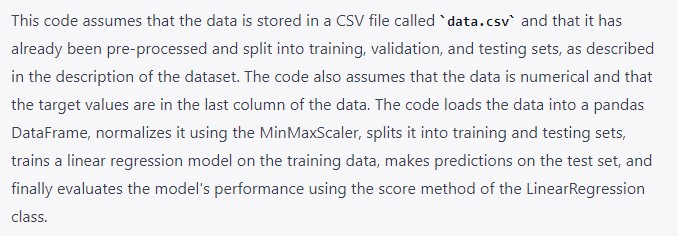 This code assumes that the data is stored in a CSV file called `data.csv` and that it has
already been pre-processed and split into training, validation, and testing sets, as described
in the description of the dataset. The code also assumes that the data is numerical and that
the target values are in the last column of the data. The code loads the data into a pandas
DataFrame, normalizes it using the MinMaxScaler, splits it into training and testing sets,
trains a linear regression model on the training data, makes predictions on the test set, and
finally evaluates the model's performance using the score method of the LinearRegression
class.